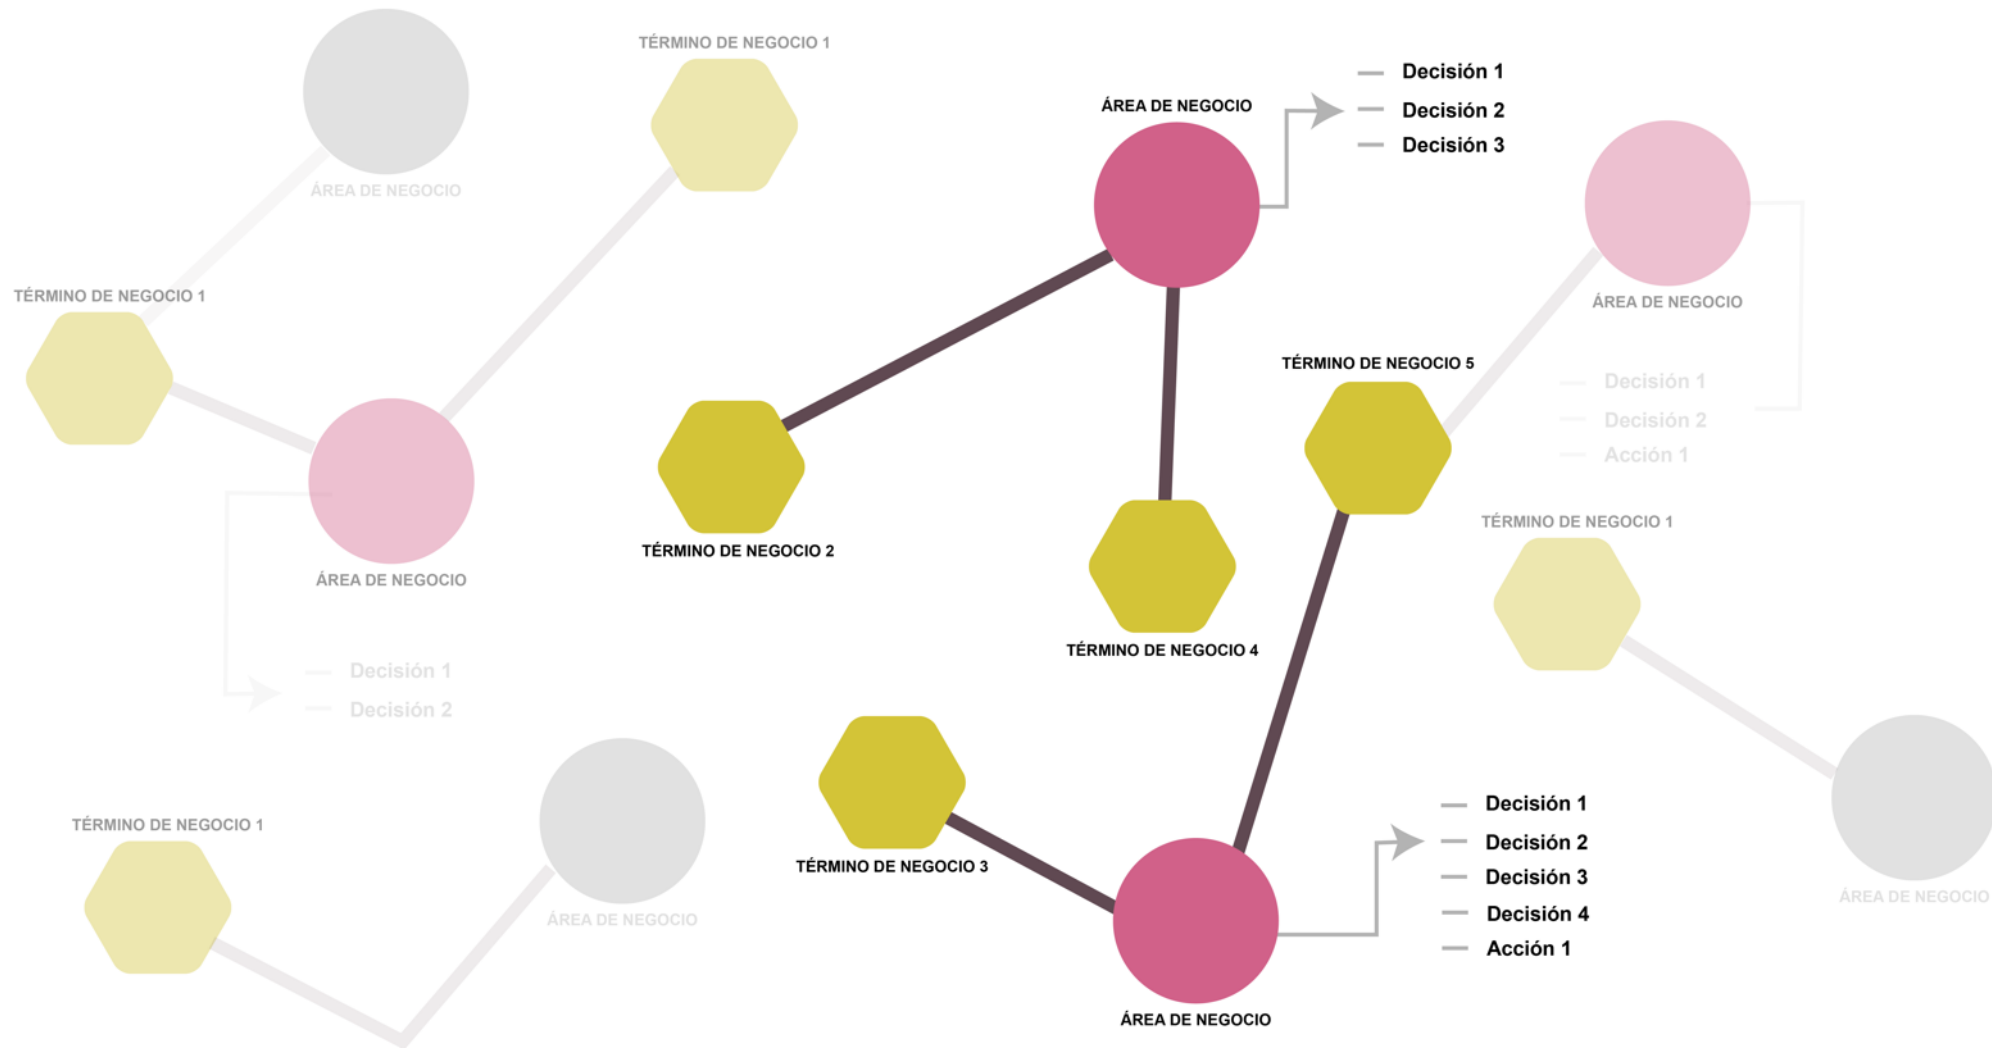 TÉRMINO DE NEGOCIO 1
ÁREA DE NEGOCIO
TÉRMINO DE NEGOCIO 1
ÁREA DE NEGOCIO
Decisión 1
Decisión 2
TÉRMINO DE NEGOCIO 1
TÉRMINO DE NEGOCIO 1
ÁREA DE NEGOCIO
ÁREA DE NEGOCIO
Decisión 1
Decisión 2
Decisión 3
TÉRMINO DE NEGOCIO 2
TÉRMINO DE NEGOCIO 4
TÉRMINO DE NEGOCIO 5
TÉRMINO DE NEGOCIO 3
ÁREA DE NEGOCIO
Decisión 1
Decisión 2
Decisión 3
Decisión 4
Acción 1
ÁREA DE NEGOCIO
Decisión 1
Decisión 2
Acción 1
TÉRMINO DE NEGOCIO 1
ÁREA DE NEGOCIO